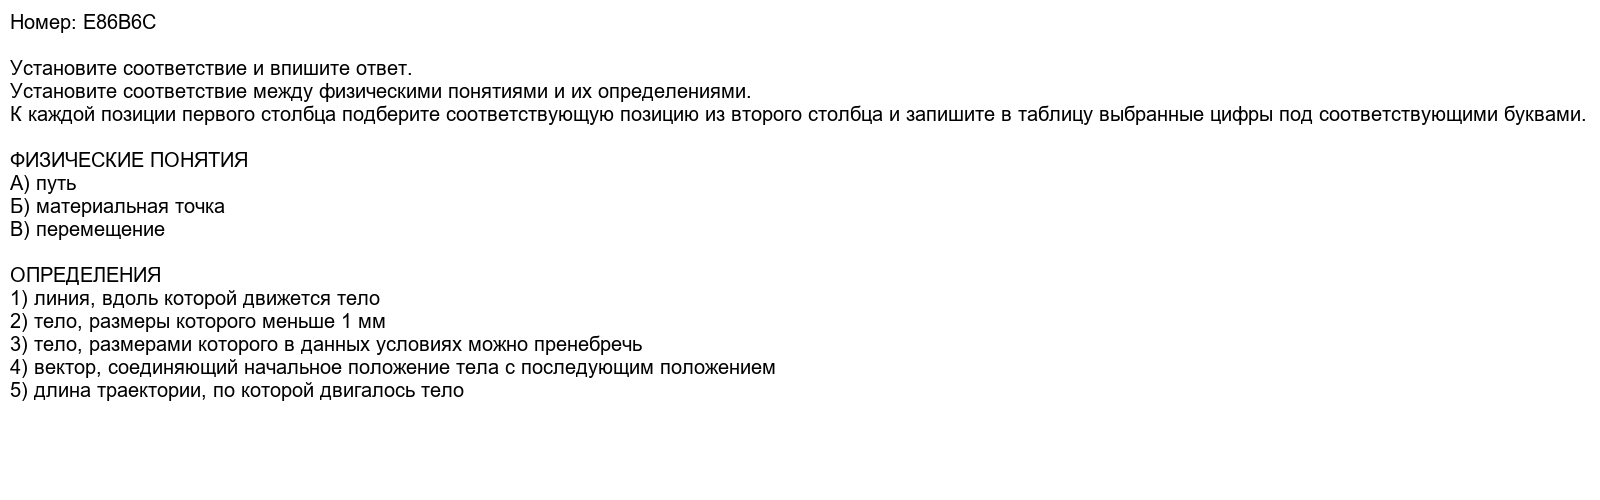 Номер: E86B6C
Установите соответствие и впишите ответ.
Установите соответствие между физическими понятиями и их определениями.
К каждой позиции первого столбца подберите соответствующую позицию из второго столбца и запишите в таблицу выбранные цифры под соответствующими буквами.
ФИЗИЧЕСКИЕ ПОНЯТИЯ
А) путь
Б) материальная точка
В) перемещение
ОПРЕДЕЛЕНИЯ
1) линия, вдоль которой движется тело
2) тело, размеры которого меньше 1 мм
3) тело, размерами которого в данных условиях можно пренебречь
4) вектор, соединяющий начальное положение тела с последующим положением
5) длина траектории, по которой двигалось тело